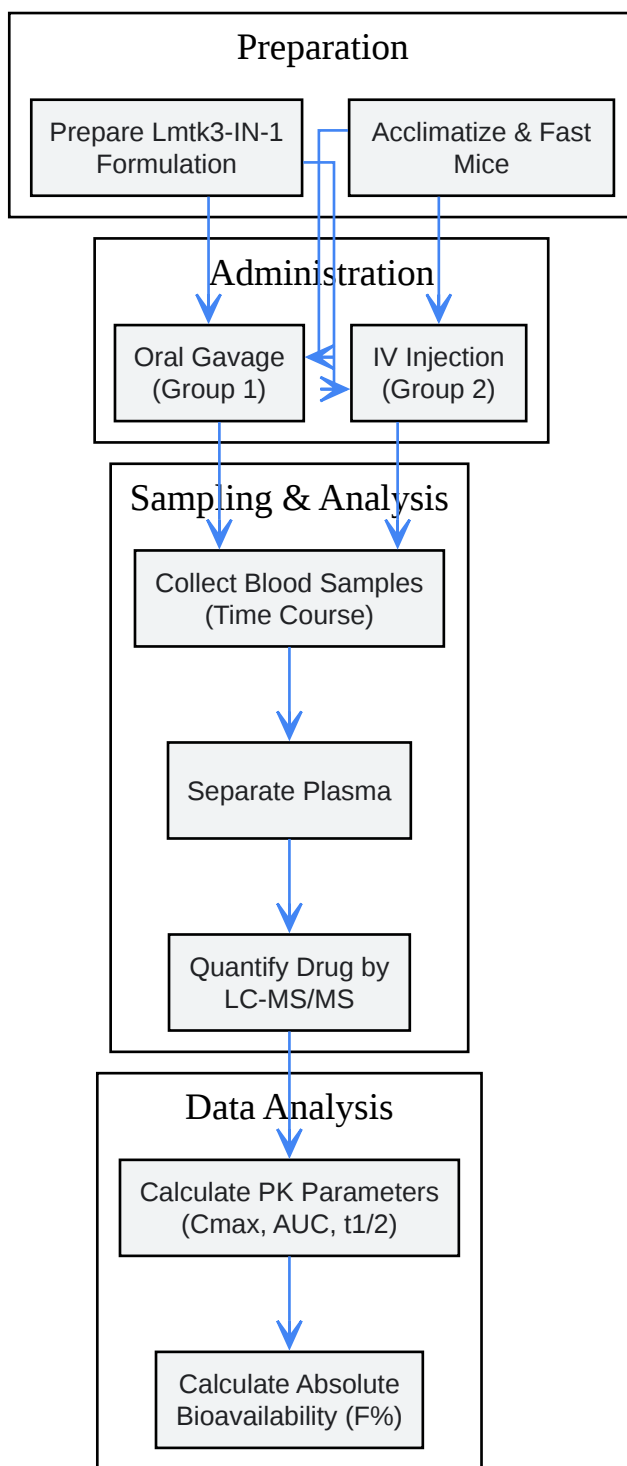 Preparation
Prepare Lmtk3-IN-1
Formulation
Acclimatize & Fast
Mice
Administration
Oral Gavage
(Group 1)
IV Injection
(Group 2)
Sampling & Analysis
Collect Blood Samples
(Time Course)
Separate Plasma
Quantify Drug by
LC-MS/MS
Data Analysis
Calculate PK Parameters
(Cmax, AUC, t1/2)
Calculate Absolute
Bioavailability (F%)